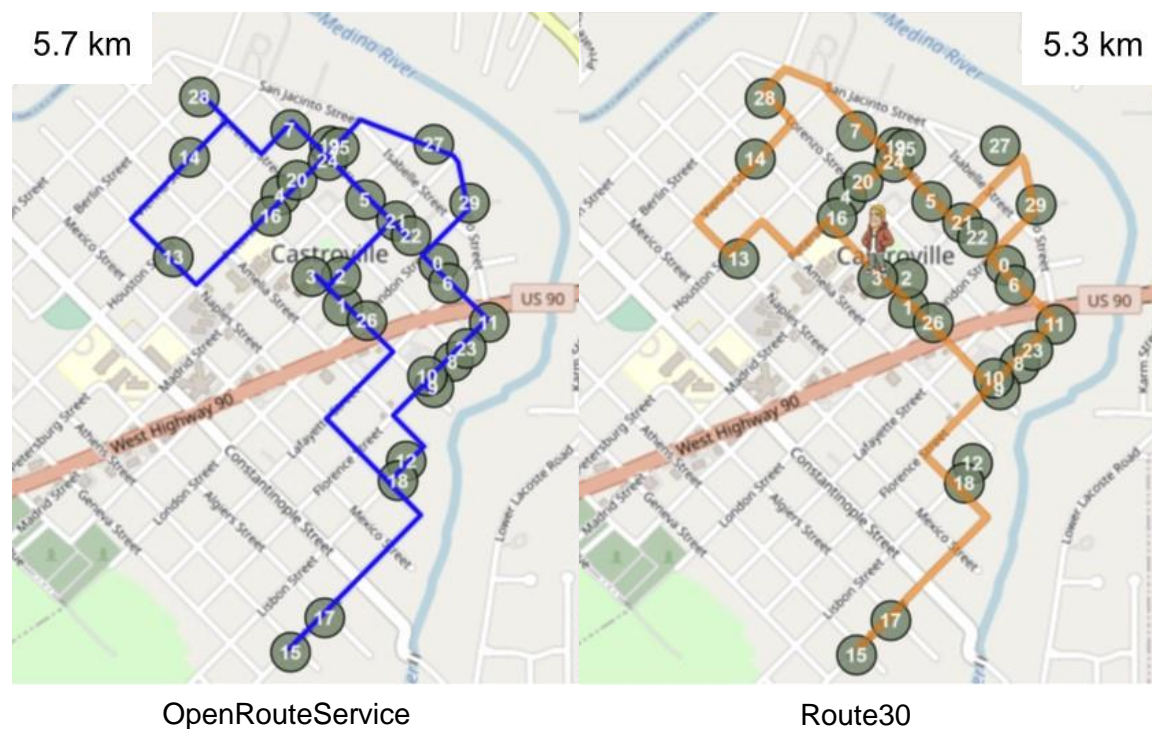 5.7 km
5.3 km
Medina River
San Jacinto Street
Isabelle Street
Berlin Street
Mexico Street
Houston
Castroville
Amelia Street
Naples Street
Madrid Street
US 90
West Highway 90
Petersburg Street
Athens Street
Madrid Street
Geneva Street
London Street
Algiers Street
Constantinople Street
Lafayette
Florence Street
Mexico Street
Lisbon Street
Lower Lacoste Road
28
7
19
25
24
27
14
20
4
5
29
16
21
22
13
3
2
0
6
1
26
11
23
8
10
9
12
18
17
15
Medina River
San Jacinto Street
Lorenzo Street
Isabelle Street
Berlin Street
Mexico Street
Houston
Castroville
Amelia Street
Naples Street
Madrid Street
US 90
West Highway 90
Petersburg Street
Athens Street
Madrid Street
Geneva Street
London Street
Algiers Street
Constantinople Street
Lafayette Street
Florence Street
Mexico Street
Lisbon Street
Lower Lacoste Road
28
7
19
25
24
27
14
20
4
5
29
16
21
22
13
3
2
0
6
1
26
11
23
8
10
9
12
18
17
15
OpenRouteService
Route30